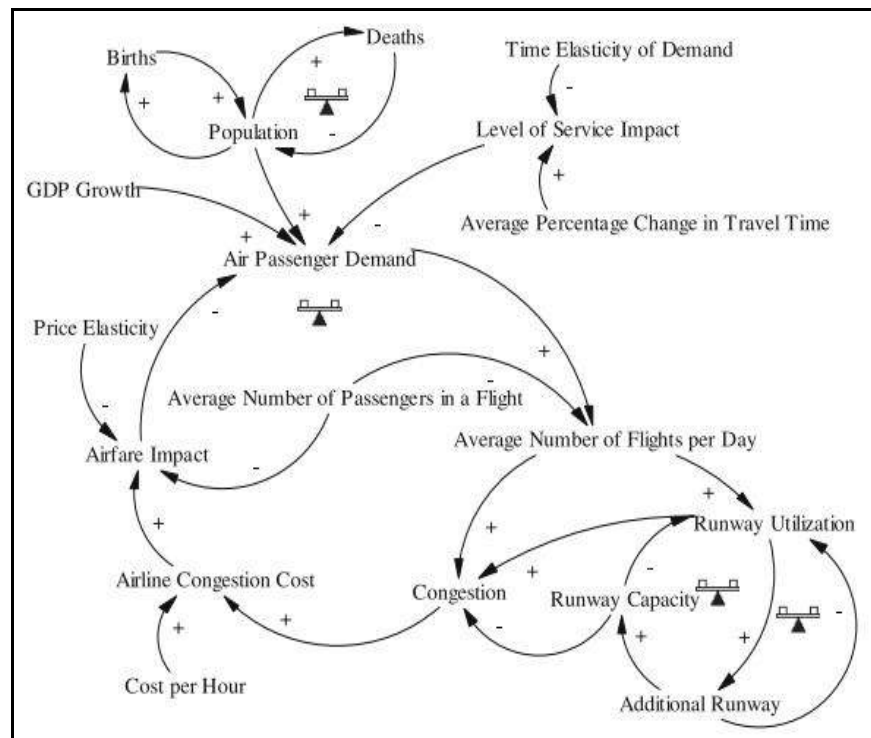 Deaths
Births
Time Elasticity of Demand
+
-
+
+
-
Population
Level of Service Impact
+
GDP Growth
+
Average Percentage Change in Travel Time
+
-
Air Passenger Demand
-
Price Elasticity
+
-
Average Number of Passengers in a Flight
-
Average Number of Flights per Day
Airfare Impact
-
+
Runway Utilization
+
+
Airline Congestion Cost
Congestion
+
-
Runway Capacity
-
+
+
-
+
+
Cost per Hour
Additional Runway